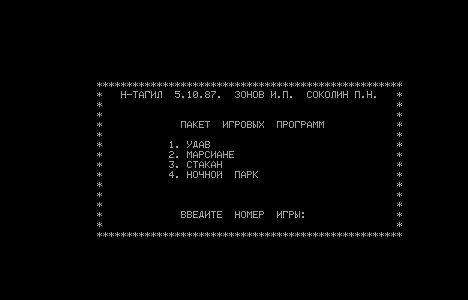 *****************************************************
* Н-ТАГИЛ 5.10.87. ЗОНОВ И.П. СОКОЛИН П.Н. *
* *
* *
* ПАКЕТ ИГРОВЫХ ПРОГРАММ *
* *
* 1. УДАВ *
* 2. МАРСИАНЕ *
* 3. СТАКАН *
* 4. НОЧНОЙ ПАРК *
* *
* *
* *
* ВВЕДИТЕ НОМЕР ИГРЫ: *
* *
*****************************************************